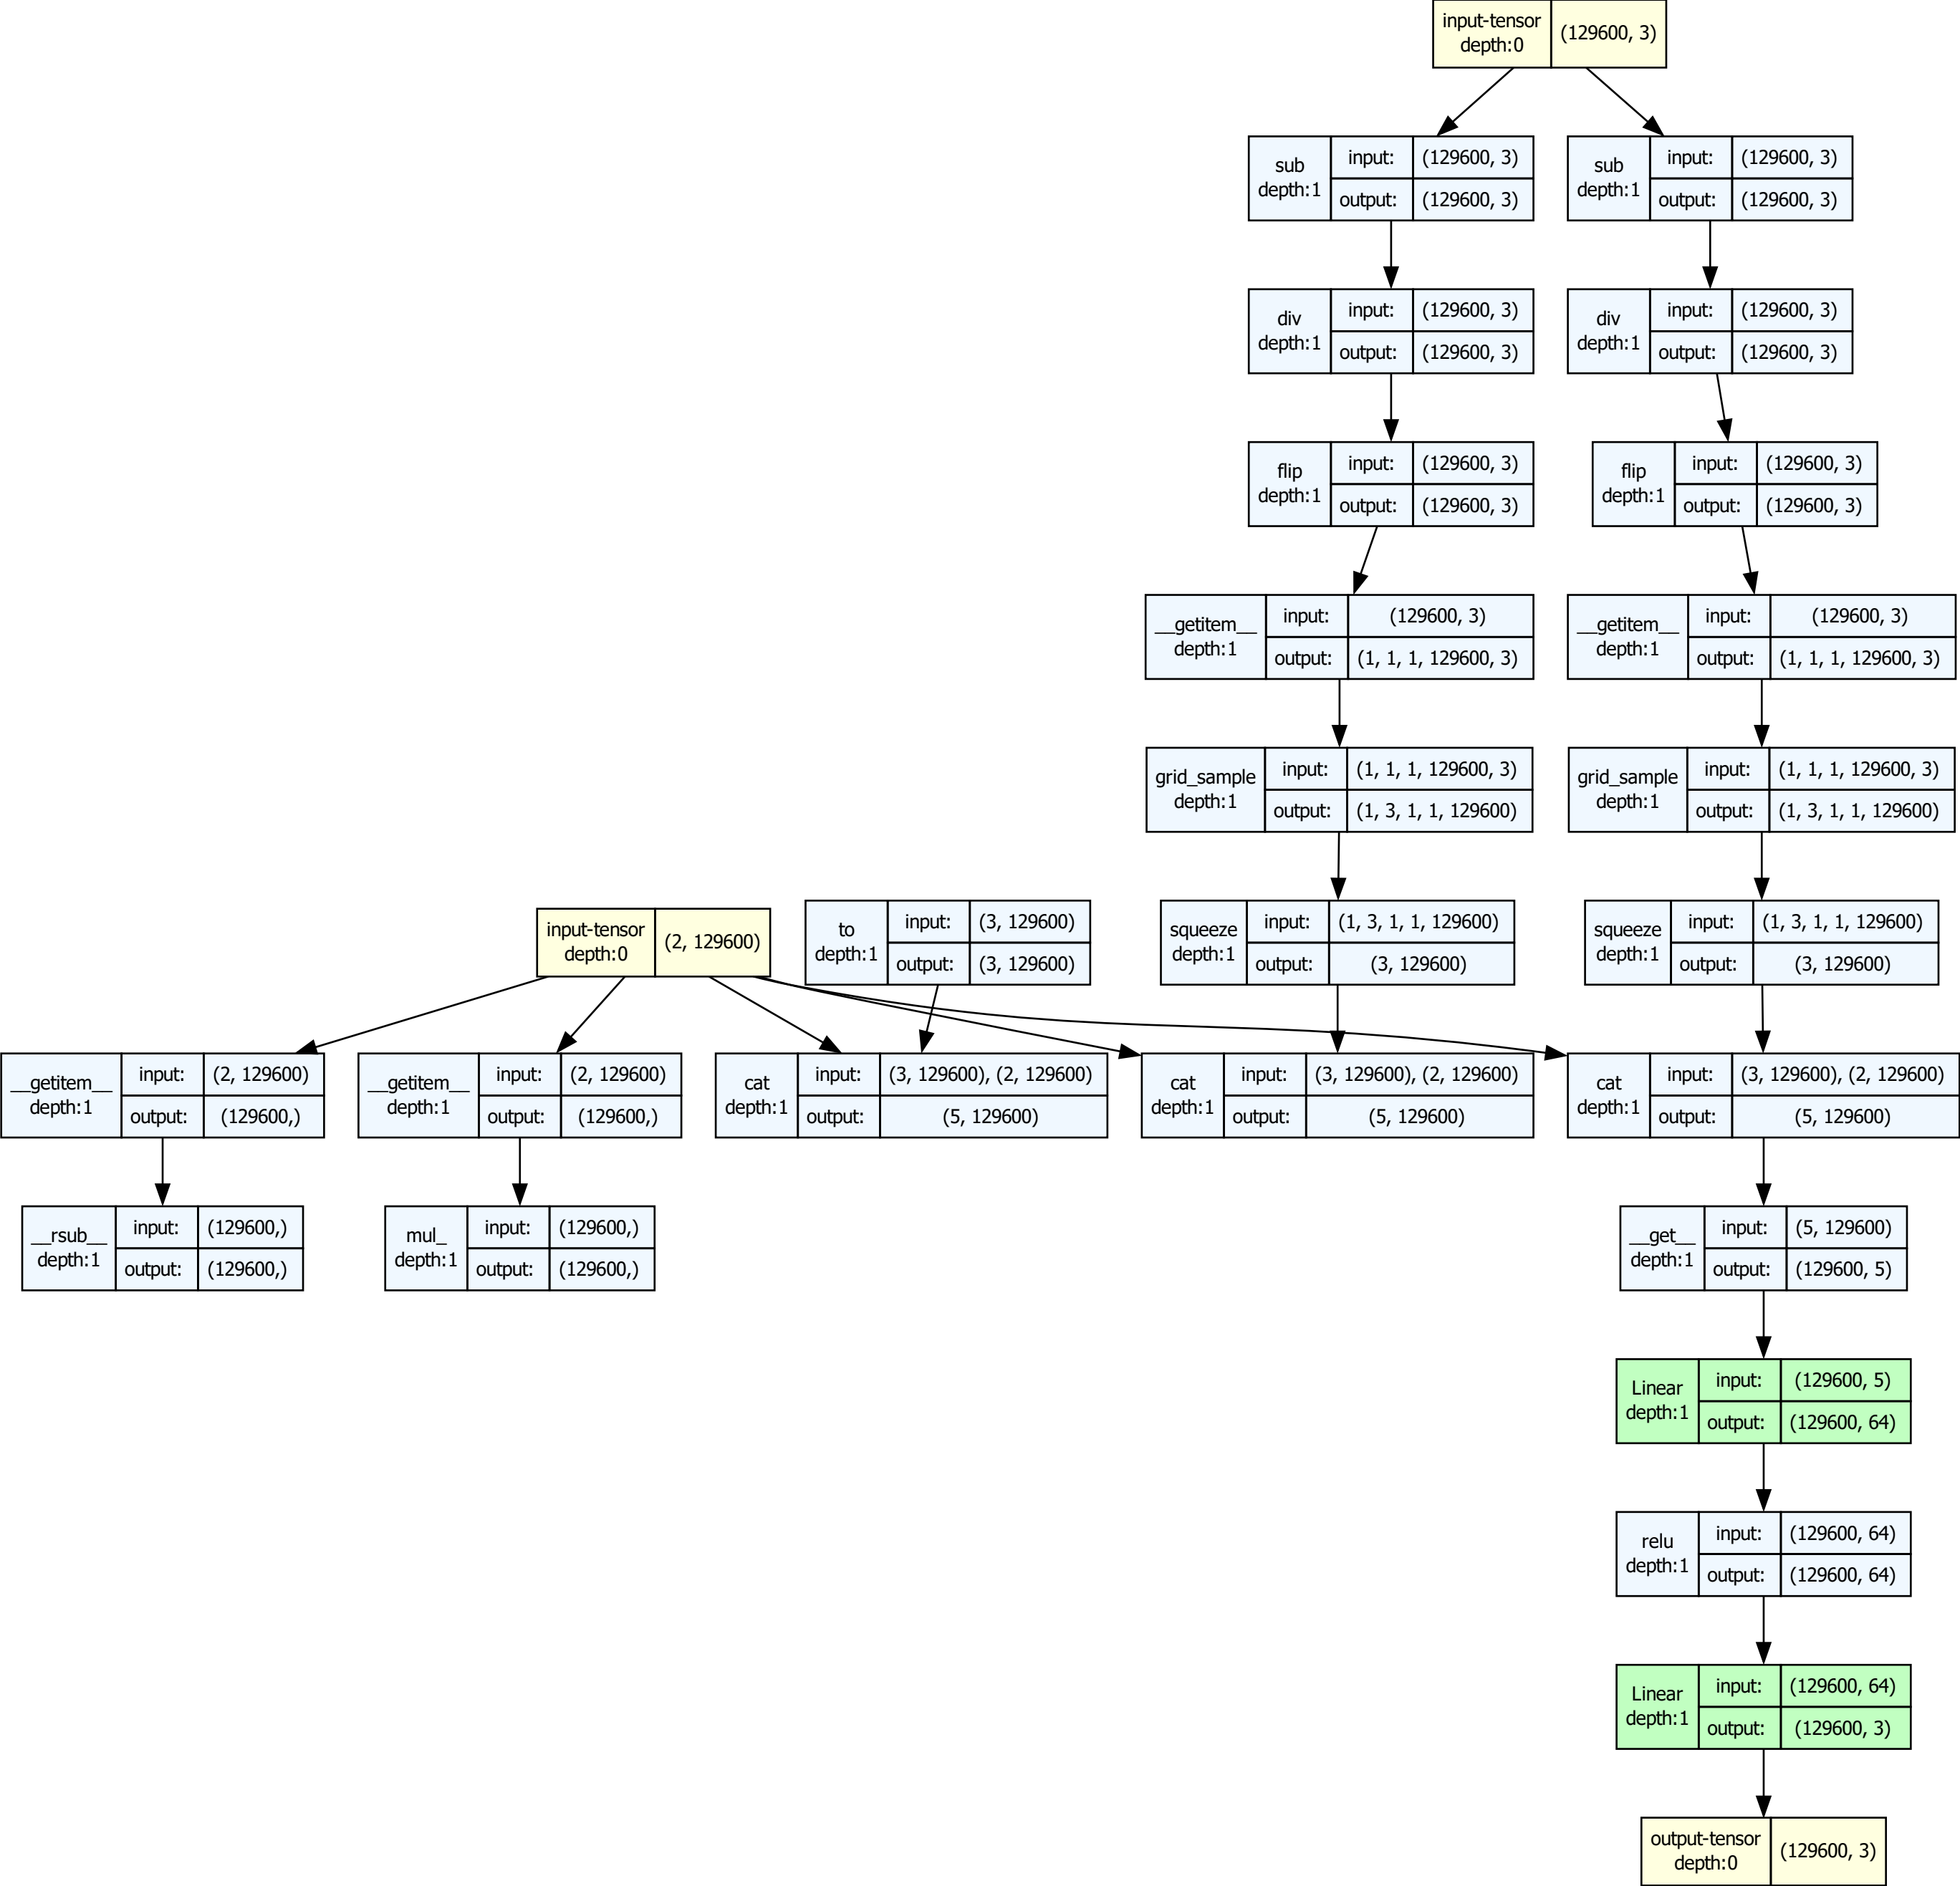 input-tensor
depth:0
(129600, 3)
sub
depth:1
input:
(129600, 3)
output:
(129600, 3)
sub
depth:1
input:
(129600, 3)
output:
(129600, 3)
div
depth:1
input:
(129600, 3)
output:
(129600, 3)
div
depth:1
input:
(129600, 3)
output:
(129600, 3)
flip
depth:1
input:
(129600, 3)
output:
(129600, 3)
flip
depth:1
input:
(129600, 3)
output:
(129600, 3)
__getitem__
depth:1
input:
(129600, 3)
output:
(1, 1, 1, 129600, 3)
__getitem__
depth:1
input:
(129600, 3)
output:
(1, 1, 1, 129600, 3)
grid_sample
depth:1
input:
(1, 1, 1, 129600, 3)
output:
(1, 3, 1, 1, 129600)
grid_sample
depth:1
input:
(1, 1, 1, 129600, 3)
output:
(1, 3, 1, 1, 129600)
input-tensor
depth:0
(2, 129600)
to
depth:1
input:
(3, 129600)
output:
(3, 129600)
squeeze
depth:1
input:
(1, 3, 1, 1, 129600)
output:
(3, 129600)
squeeze
depth:1
input:
(1, 3, 1, 1, 129600)
output:
(3, 129600)
__getitem__
depth:1
input:
(2, 129600)
output:
(129600,)
__getitem__
depth:1
input:
(2, 129600)
output:
(129600,)
cat
depth:1
input:
(3, 129600), (2, 129600)
output:
(5, 129600)
cat
depth:1
input:
(3, 129600), (2, 129600)
output:
(5, 129600)
cat
depth:1
input:
(3, 129600), (2, 129600)
output:
(5, 129600)
__rsub__
depth:1
input:
(129600,)
output:
(129600,)
mul_
depth:1
input:
(129600,)
output:
(129600,)
__get__
depth:1
input:
(5, 129600)
output:
(129600, 5)
Linear
depth:1
input:
(129600, 5)
output:
(129600, 64)
relu
depth:1
input:
(129600, 64)
output:
(129600, 64)
Linear
depth:1
input:
(129600, 64)
output:
(129600, 3)
output-tensor
depth:0
(129600, 3)